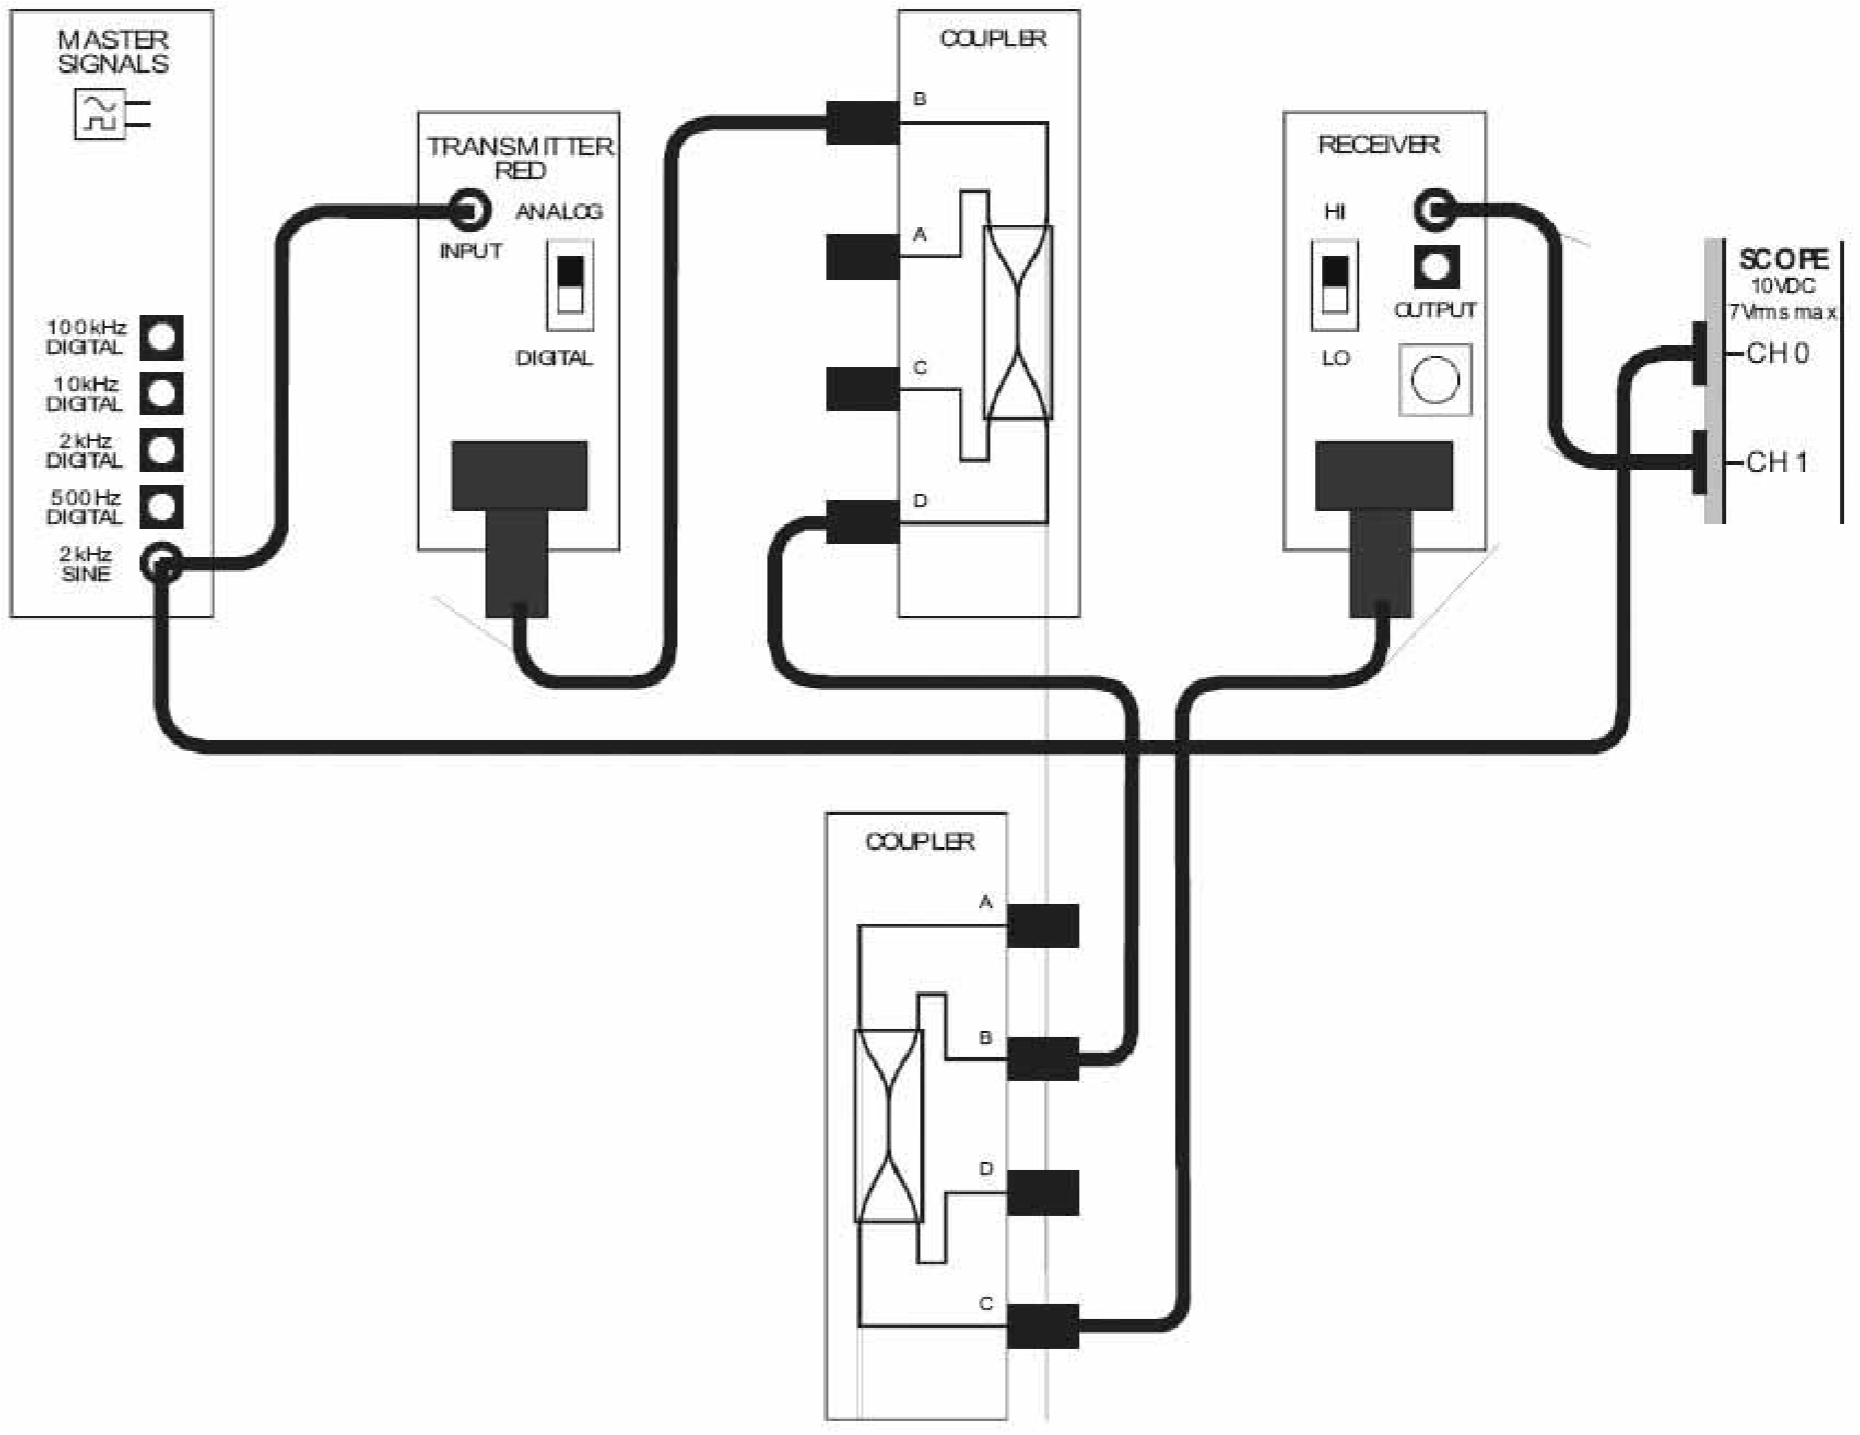 MASTER
SIGNALS
100kHz
DIGITAL
10kHz
DIGITAL
2kHz
DIGITAL
500Hz
DIGITAL
2kHz
SINE
TRANSMITTER
RED
ANALOG
INPUT
DIGITAL
COUPLER
B
A
C
D
RECEIVER
HI
OUTPUT
LO
SCOPE
10VDC
7Vrms max
CH 0
CH 1
COUPLER
A
B
D
C